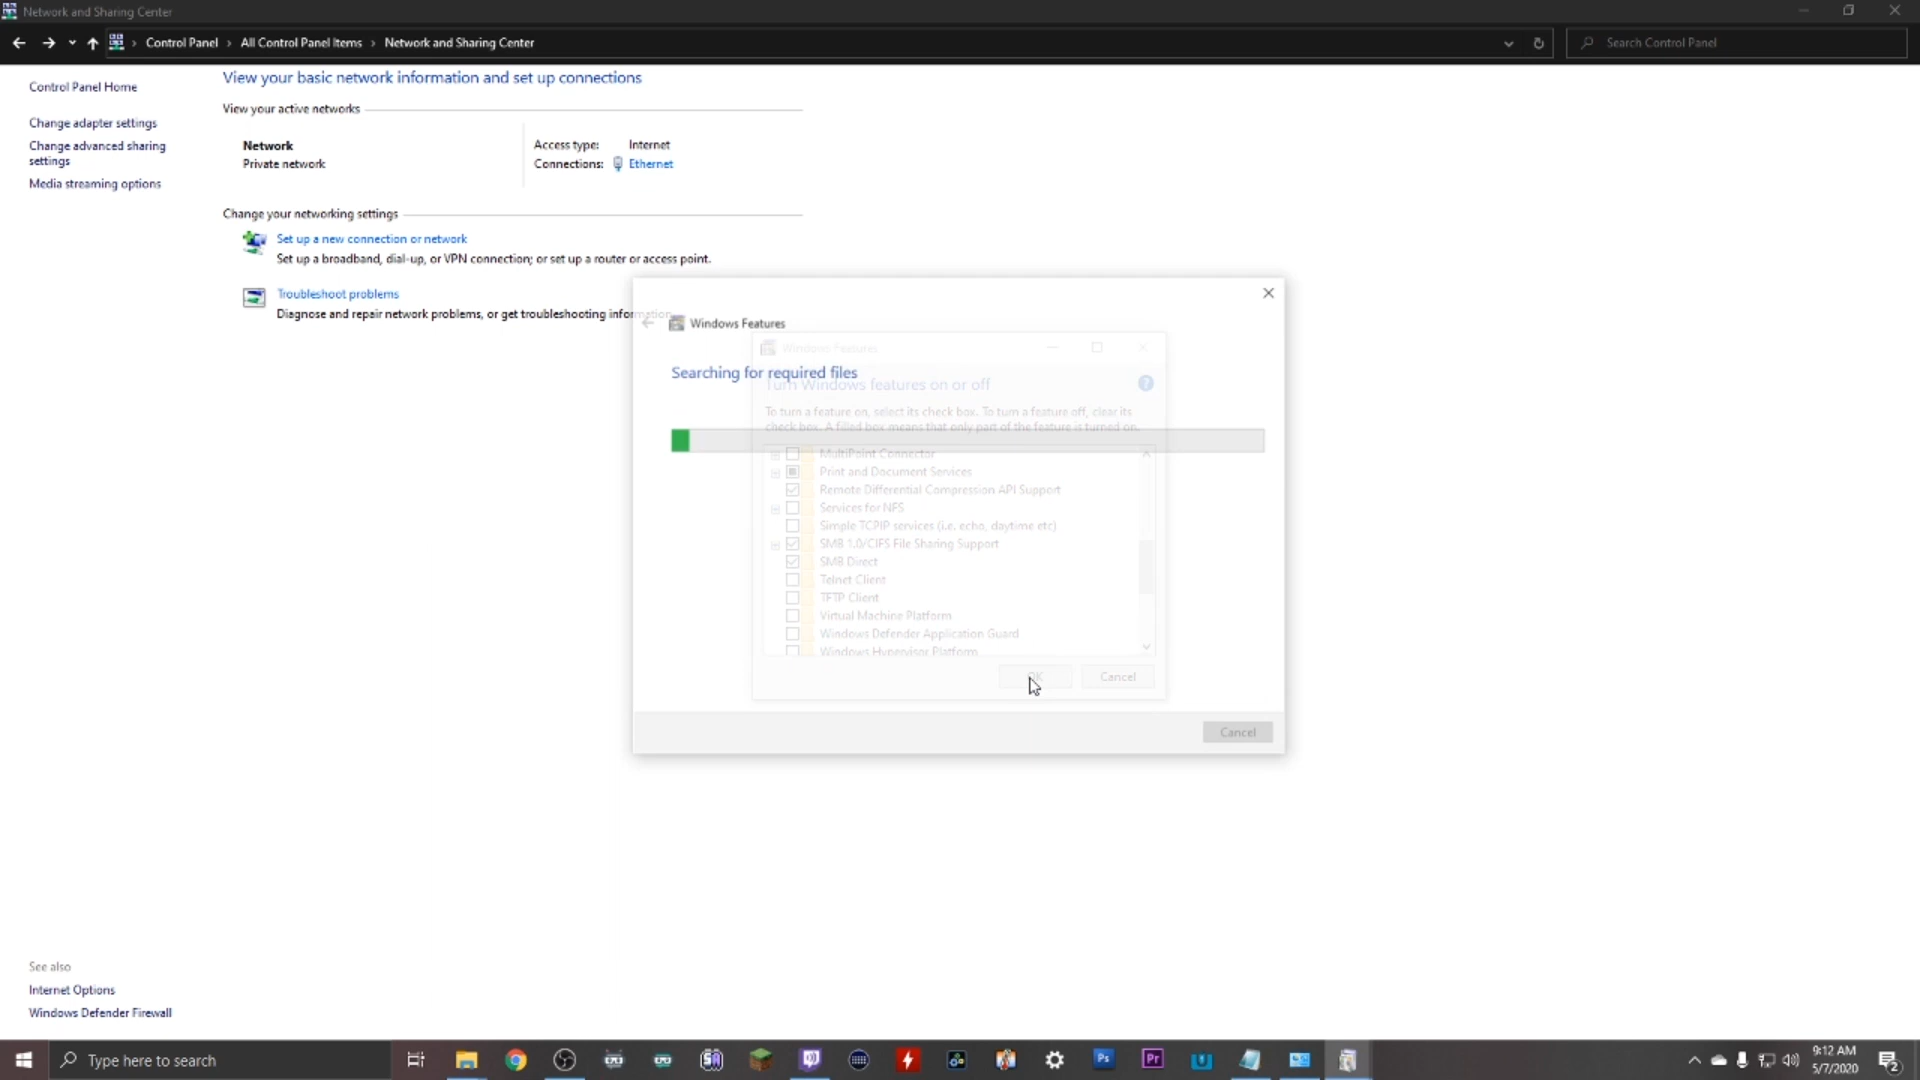 Network and Sharing Center
Control Panel › All Control Panel Items › Network and Sharing Center
Search Control Panel
Control Panel Home
Change adapter settings
Change advanced sharing
settings
Media streaming options
View your basic network information and set up connections
View your active networks
Network
Private network
Access type: Internet
Connections: Ethernet
Change your networking settings
Set up a new connection or network
Set up a broadband, dial-up, or VPN connection; or set up a router or access point.
Troubleshoot problems
Diagnose and repair network problems, or get troubleshooting information.
Windows Features
Searching for required files
Cancel
Windows Features
Turn Windows features on or off
To turn a feature on, select its check box. To turn a feature off, clear its
check box. A filled box means that only part of the feature is turned on.
MultiPoint Connector
Print and Document Services
Remote Differential Compression API Support
Services for NFS
Simple TCPIP services (i.e. echo, daytime etc)
SMB 1.0/CIFS File Sharing Support
SMB Direct
Telnet Client
TFTP Client
Virtual Machine Platform
Windows Defender Application Guard
Windows Hypervisor Platform
OK
Cancel
See also
Internet Options
Windows Defender Firewall
Type here to search
Ps
Pr
9:12 AM
5/7/2020
2